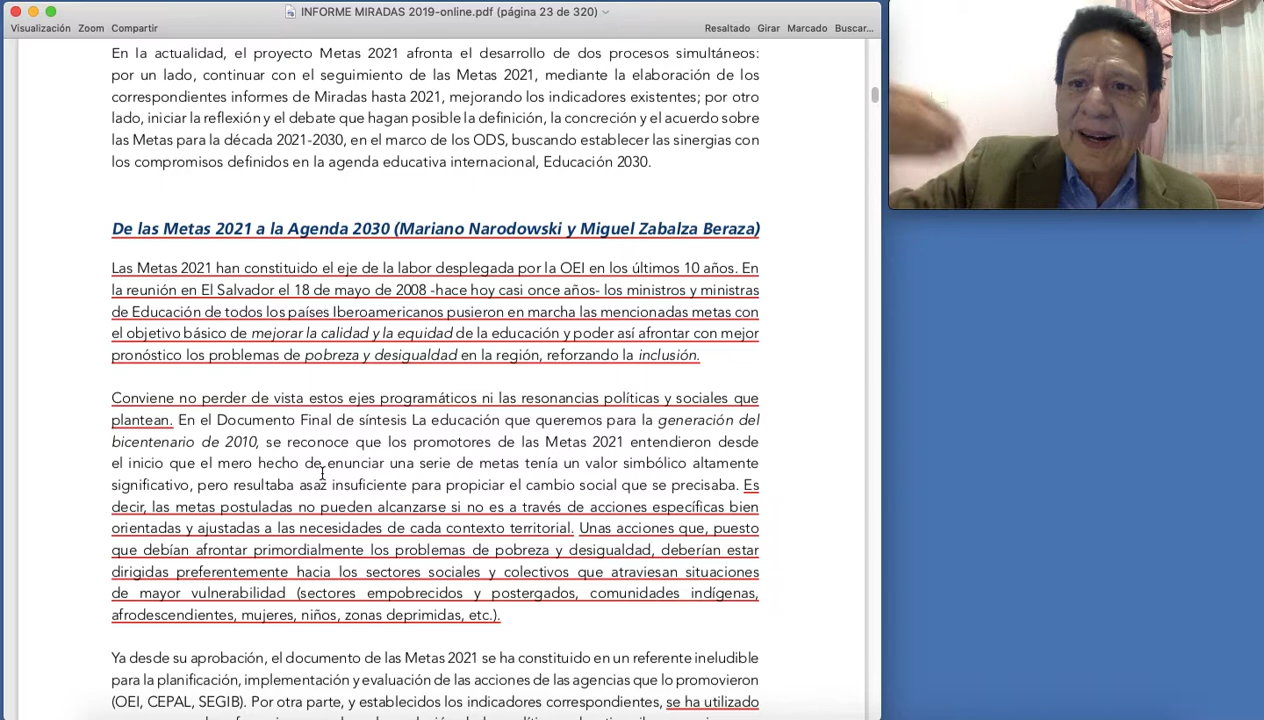 INFORME MIRADAS 2019-online.pdf (página 23 de 320)
Visualización Zoom Compartir Resaltado Girar Marcado Buscar...
En la actualidad, el proyecto Metas 2021 afronta el desarrollo de dos procesos simultáneos:
por un lado, continuar con el seguimiento de las Metas 2021, mediante la elaboración de los
correspondientes informes de Miradas hasta 2021, mejorando los indicadores existentes; por otro
lado, iniciar la reflexión y el debate que hagan posible la definición, la concreción y el acuerdo sobre
las Metas para la década 2021-2030, en el marco de los ODS, buscando establecer las sinergias con
los compromisos definidos en la agenda educativa internacional, Educación 2030.
De las Metas 2021 a la Agenda 2030 (Mariano Narodowski y Miguel Zabalza Beraza)
Las Metas 2021 han constituido el eje de la labor desplegada por la OEI en los últimos 10 años. En
la reunión en El Salvador el 18 de mayo de 2008 -hace hoy casi once años- los ministros y ministras
de Educación de todos los países Iberoamericanos pusieron en marcha las mencionadas metas con
el objetivo básico de mejorar la calidad y la equidad de la educación y poder así afrontar con mejor
pronóstico los problemas de pobreza y desigualdad en la región, reforzando la inclusión.
Conviene no perder de vista estos ejes programáticos ni las resonancias políticas y sociales que
plantean. En el Documento Final de síntesis La educación que queremos para la generación del
bicentenario de 2010, se reconoce que los promotores de las Metas 2021 entendieron desde
el inicio que el mero hecho de enunciar una serie de metas tenía un valor simbólico altamente
significativo, pero resultaba asaz insuficiente para propiciar el cambio social que se precisaba. Es
decir, las metas postuladas no pueden alcanzarse si no es a través de acciones específicas bien
orientadas y ajustadas a las necesidades de cada contexto territorial. Unas acciones que, puesto
que debían afrontar primordialmente los problemas de pobreza y desigualdad, deberían estar
dirigidas preferentemente hacia los sectores sociales y colectivos que atraviesan situaciones
de mayor vulnerabilidad (sectores empobrecidos y postergados, comunidades indígenas,
afrodescendientes, mujeres, niños, zonas deprimidas, etc.).
Ya desde su aprobación, el documento de las Metas 2021 se ha constituido en un referente ineludible
para la planificación, implementación y evaluación de las acciones de las agencias que lo promovieron
(OEI, CEPAL, SEGIB). Por otra parte, y establecidos los indicadores correspondientes, se ha utilizado